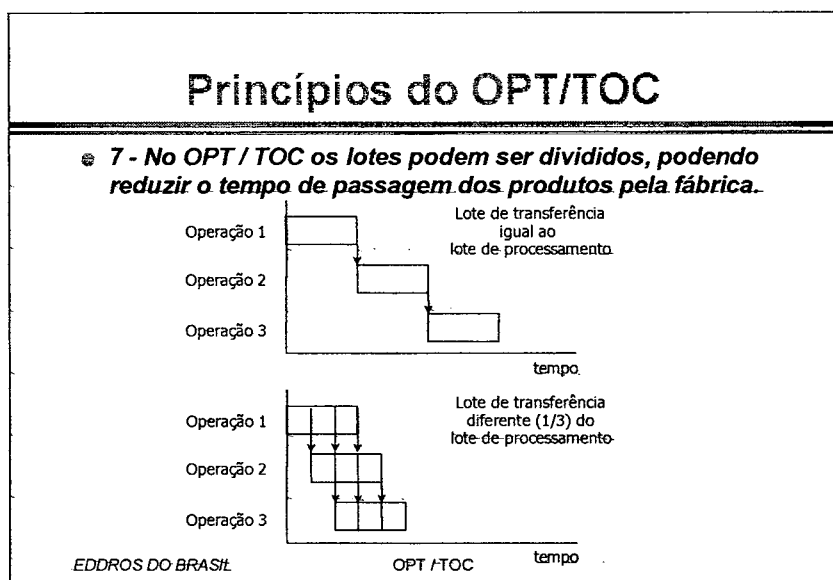 Princípios do OPT/TOC
7 - No OPT / TOC os lotes podem ser divididos, podendo
reduzir o tempo de passagem dos produtos pela fábrica.
Lote de transferência
igual ao
lote de processamento
Operação 1
Operação 2
Operação 3
tempo
Lote de transferência
diferente (1/3) do
lote de processamento
Operação 1
Operação 2
Operação 3
tempo
EDDROS DO BRASIL
OPT / TOC